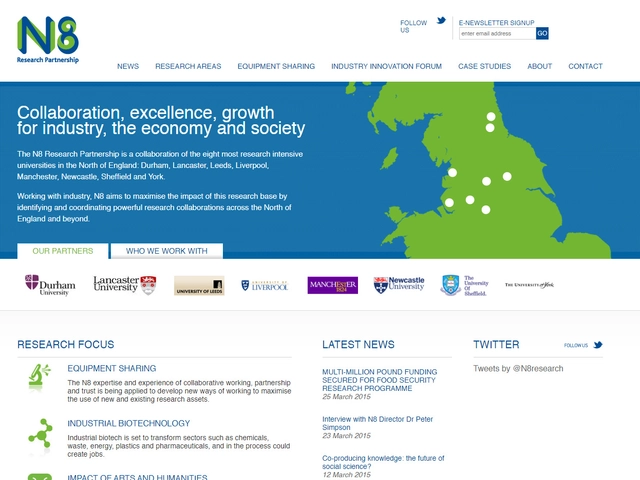 N8
Research Partnership
FOLLOW
US
E-NEWSLETTER SIGNUP
enter email address
GO
NEWS
RESEARCH AREAS
EQUIPMENT SHARING
INDUSTRY INNOVATION FORUM
CASE STUDIES
ABOUT
CONTACT
Collaboration, excellence, growth
for industry, the economy and society
The N8 Research Partnership is a collaboration of the eight most research intensive
universities in the North of England: Durham, Lancaster, Leeds, Liverpool,
Manchester, Newcastle, Sheffield and York.
Working with industry, N8 aims to maximise the impact of this research base by
identifying and coordinating powerful research collaborations across the North of
England and beyond.
OUR PARTNERS
WHO WE WORK WITH
Durham
University
Lancaster
University
UNIVERSITY OF LEEDS
UNIVERSITY OF
LIVERPOOL
MANCHESTER
1824
Newcastle
University
The
University
Of
Sheffield.
THE UNIVERSITY of York
RESEARCH FOCUS
EQUIPMENT SHARING
The N8 expertise and experience of collaborative working, partnership
and trust is being applied to develop new ways of working to maximise
the use of new and existing research assets.
INDUSTRIAL BIOTECHNOLOGY
Industrial biotech is set to transform sectors such as chemicals,
waste, energy, plastics and pharmaceuticals, and in the process could
create jobs.
IMPACT OF ARTS AND HUMANITIES
LATEST NEWS
MULTI-MILLION POUND FUNDING
SECURED FOR FOOD SECURITY
RESEARCH PROGRAMME
25 March 2015
Interview with N8 Director Dr Peter
Simpson
23 March 2015
Co-producing knowledge: the future of
social science?
12 March 2015
TWITTER
FOLLOW US
Tweets by @N8research